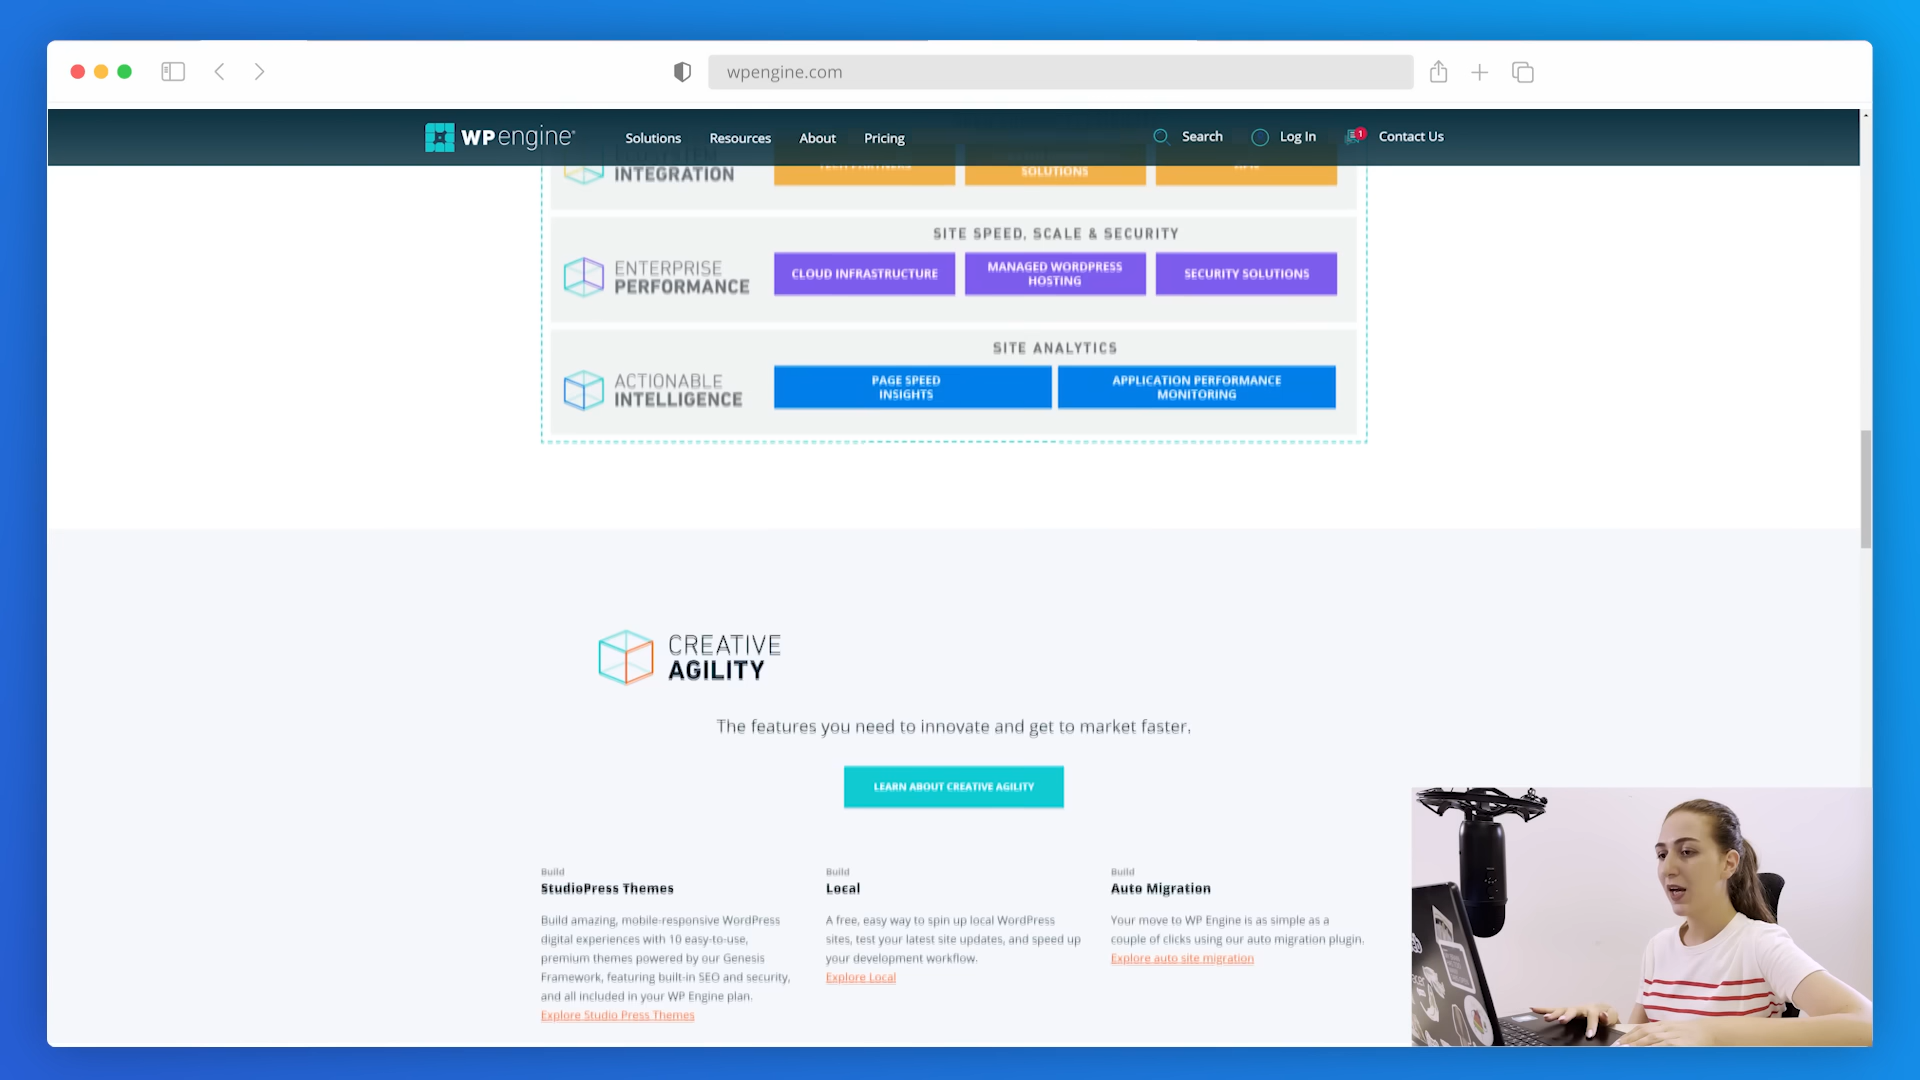 wpengine.com
WP engine
Solutions
Resources
About
Pricing
Search
Log In
1
Contact Us
INTEGRATION
TECH PARTNERS
SOLUTIONS
SITE SPEED, SCALE & SECURITY
ENTERPRISE
PERFORMANCE
CLOUD INFRASTRUCTURE
MANAGED WORDPRESS
HOSTING
SECURITY SOLUTIONS
SITE ANALYTICS
ACTIONABLE
INTELLIGENCE
PAGE SPEED
INSIGHTS
APPLICATION PERFORMANCE
MONITORING
CREATIVE
AGILITY
The features you need to innovate and get to market faster.
LEARN ABOUT CREATIVE AGILITY
Build
StudioPress Themes
Build amazing, mobile-responsive WordPress
digital experiences with 10 easy-to-use,
premium themes powered by our Genesis
Framework, featuring built-in SEO and security,
and all included in your WP Engine plan.
Explore Studio Press Themes
Build
Local
A free, easy way to spin up local WordPress
sites, test your latest site updates, and speed up
your development workflow.
Explore Local
Build
Auto Migration
Your move to WP Engine is as simple as a
couple of clicks using our auto migration plugin.
Explore auto site migration